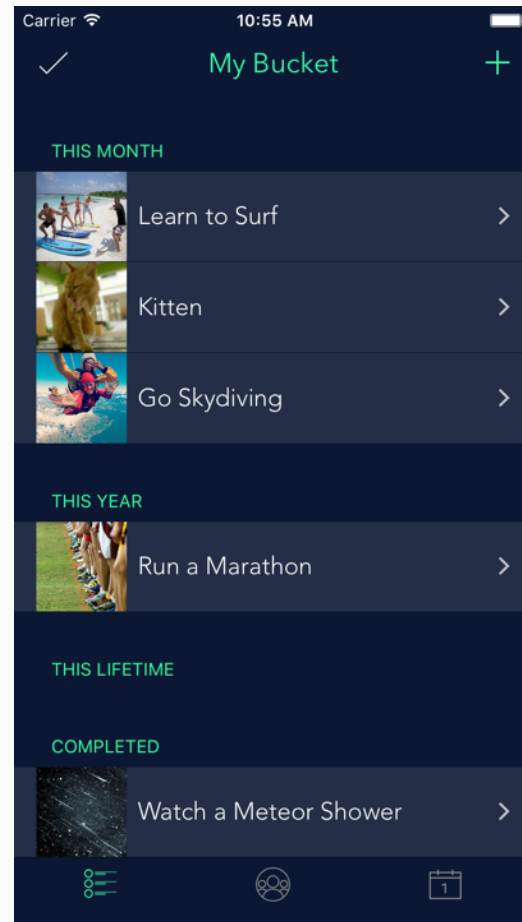 Carrier 10:55 AM
My Bucket
THIS MONTH
Learn to Surf
Kitten
Go Skydiving
THIS YEAR
Run a Marathon
THIS LIFETIME
COMPLETED
Watch a Meteor Shower
1